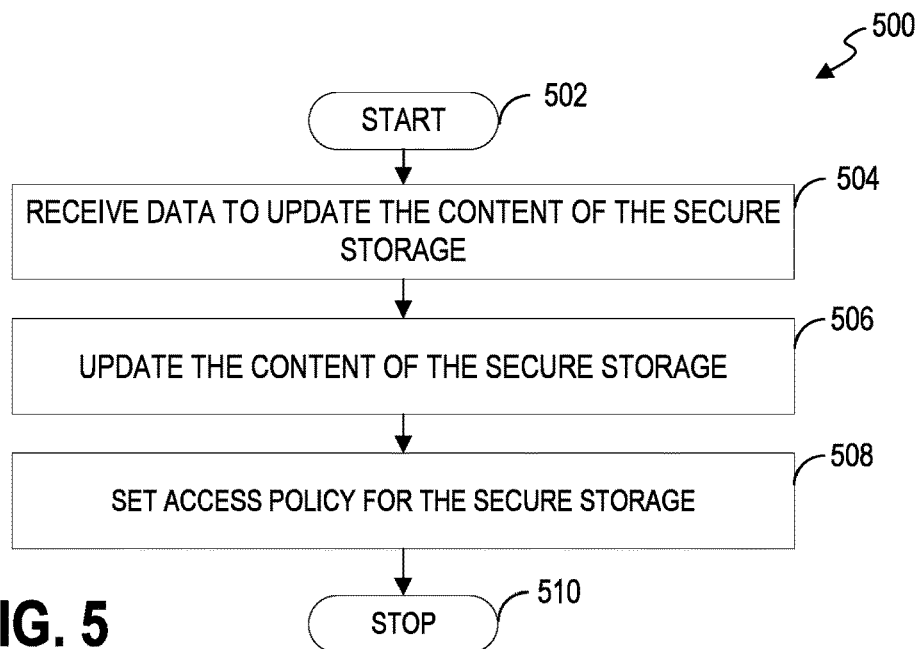 500
START
502
RECEIVE DATA TO UPDATE THE CONTENT OF THE SECURE
STORAGE
504
UPDATE THE CONTENT OF THE SECURE STORAGE
506
SET ACCESS POLICY FOR THE SECURE STORAGE
508
STOP
510
IG. 5